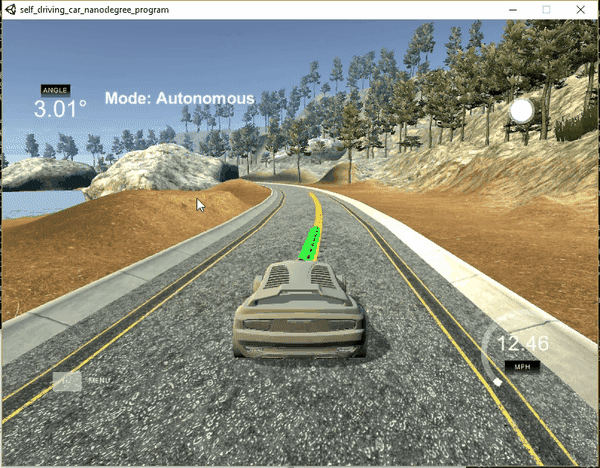 self_driving_car_nanodegree_program
ANGLE
3.01°
Mode: Autonomous
12.46
MPH
MENU